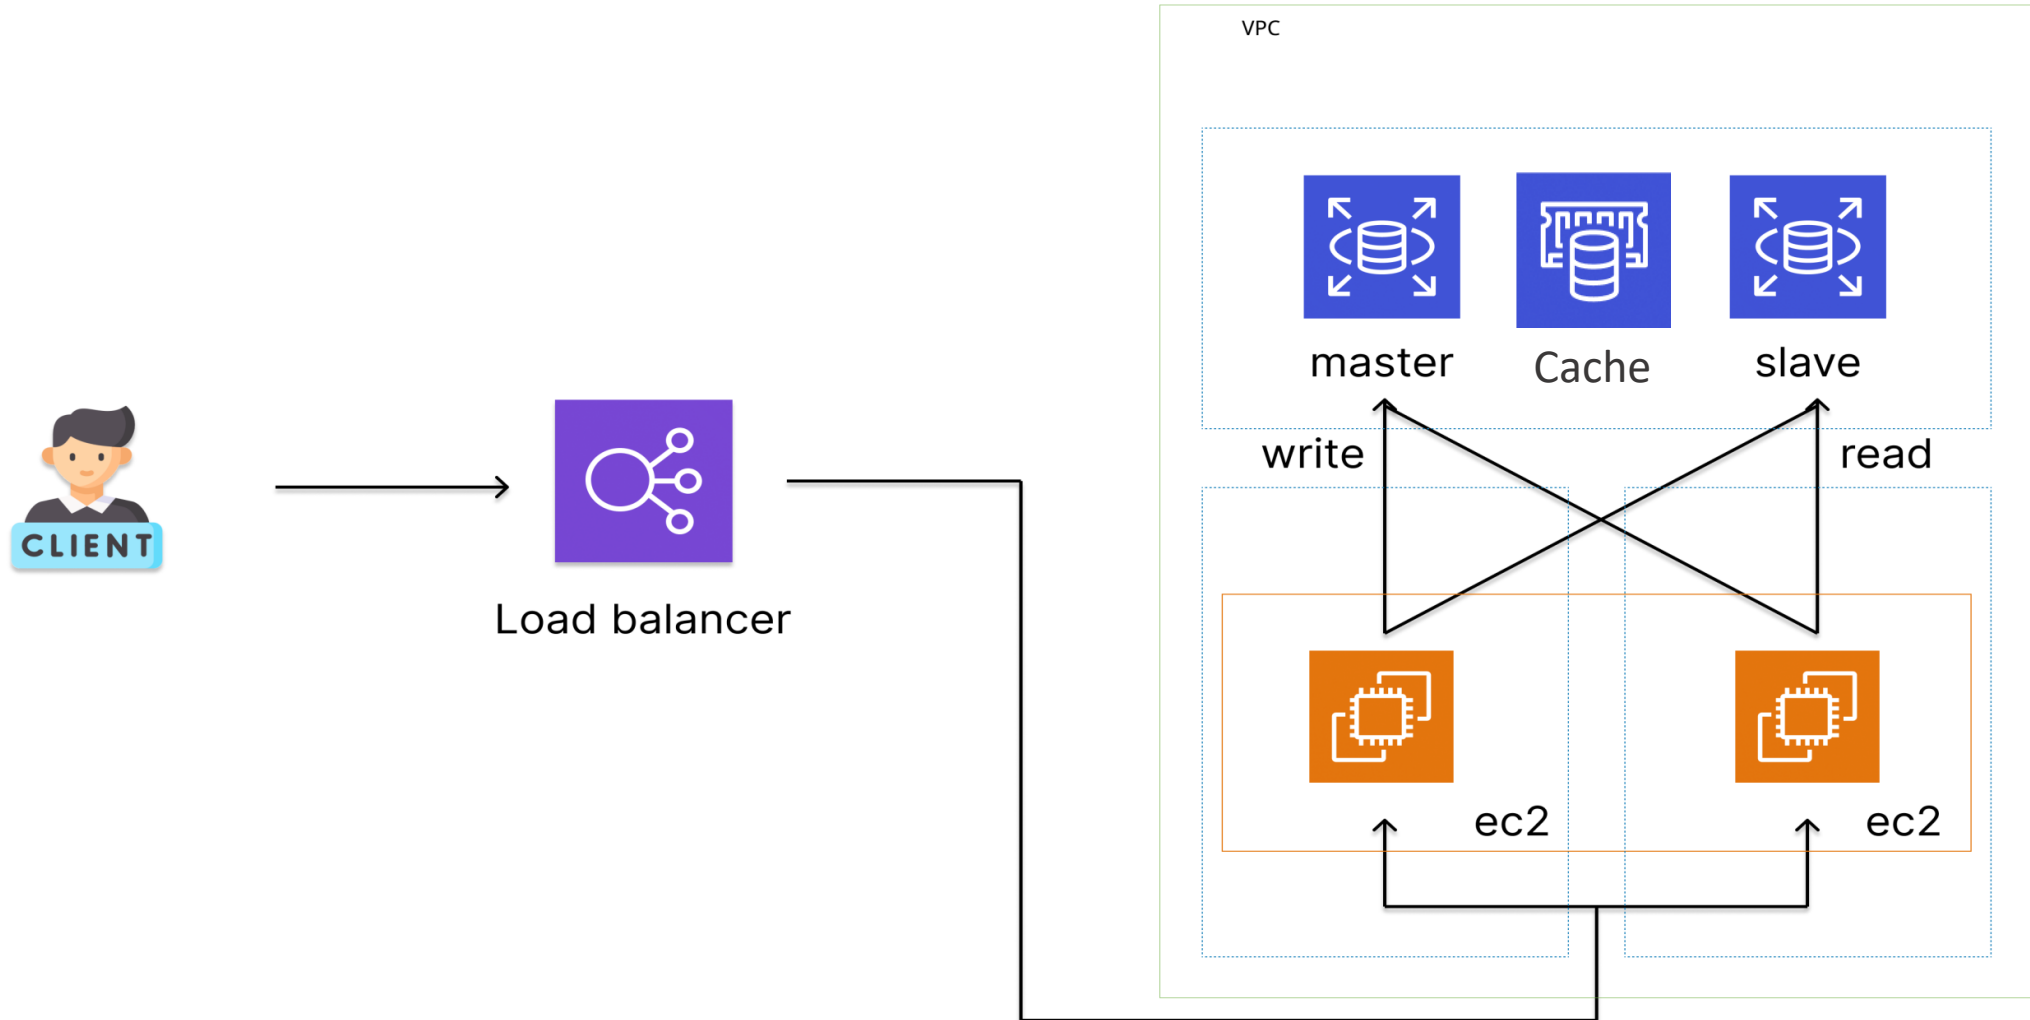 VPC
master
Cache
slave
write
read
CLIENT
Load balancer
ec2
ec2